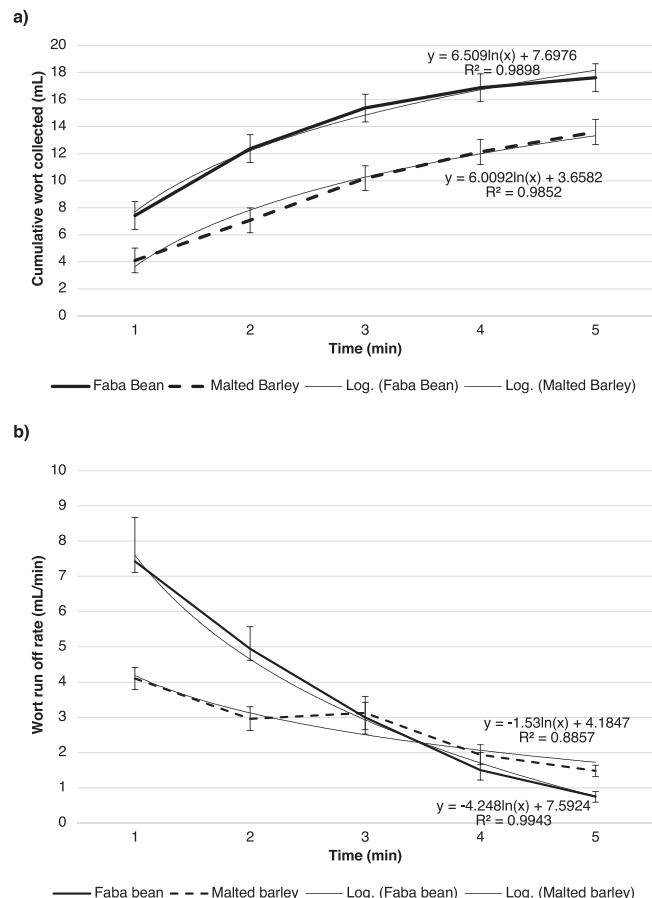 a)
20
18
16
14
12
10
8
6
4
2
0
Cumulative wort collected (mL)
y = 6.509ln(x) + 7.6976
R² = 0.9898
y = 6.0092ln(x) + 3.6582
R² = 0.9852
1 2 3 4 5
Time (min)
Faba Bean Malted Barley Log. (Faba Bean) Log. (Malted Barley)
b)
10
9
8
7
6
5
4
3
2
1
0
Wort run off rate (mL/min)
y = -1.53ln(x) + 4.1847
R² = 0.8857
y = -4.248ln(x) + 7.5924
R² = 0.9943
1 2 3 4 5
Time (min)
Faba bean Malted barley Log. (Faba bean) Log. (Malted barley)